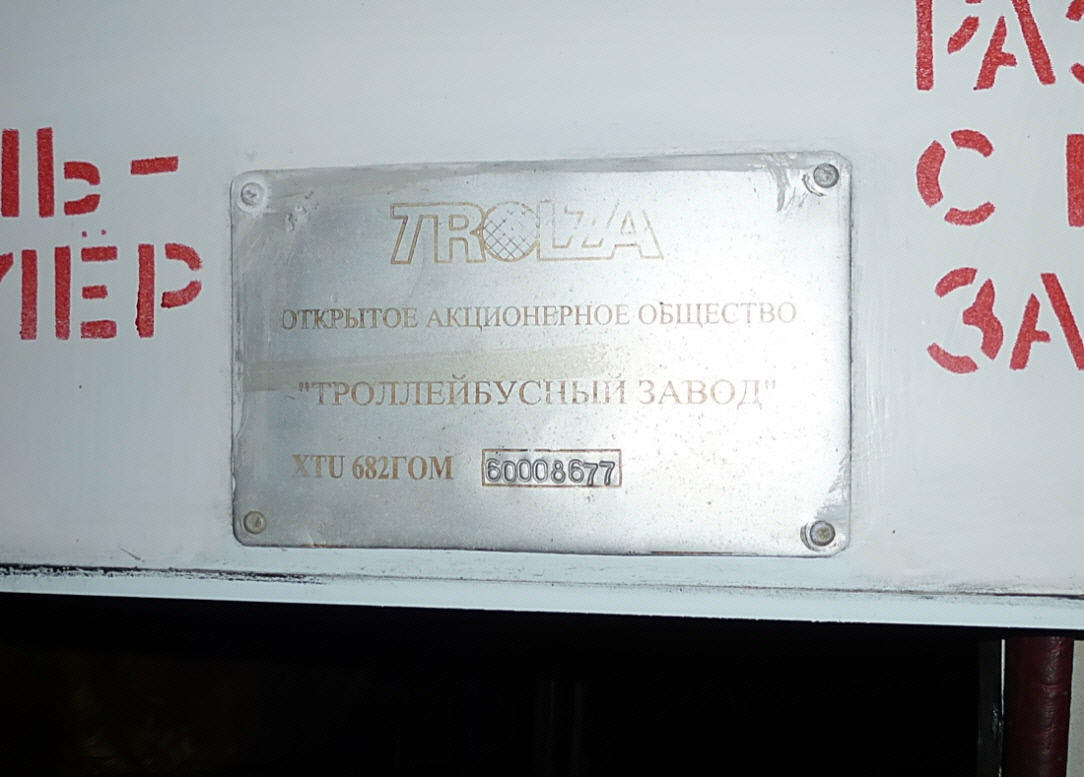 TROLZA
ОТКРЫТОЕ АКЦИОНЕРНОЕ ОБЩЕСТВО
"ТРОЛЛЕЙБУСНЫЙ ЗАВОД"
XTU 682ГОМ 60008677